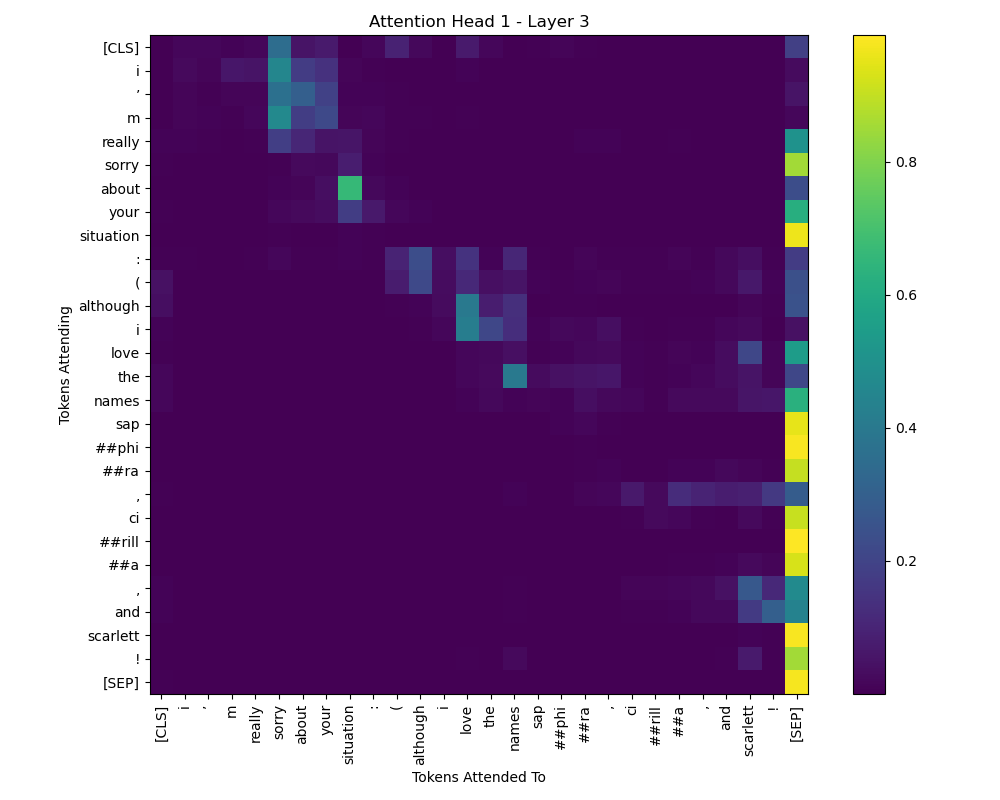 Attention Head 1 - Layer 3
[CLS]
i
’
m
really
sorry
about
your
situation
:
(
although
i
love
the
names
sap
##phi
##ra
,
ci
##rill
##a
,
and
scarlett
!
[SEP]
Tokens Attending
[CLS]
i
’
m
really
sorry
about
your
situation
:
(
although
i
love
the
names
sap
##phi
##ra
,
ci
##rill
##a
,
and
scarlett
!
[SEP]
Tokens Attended To
0.8
0.6
0.4
0.2